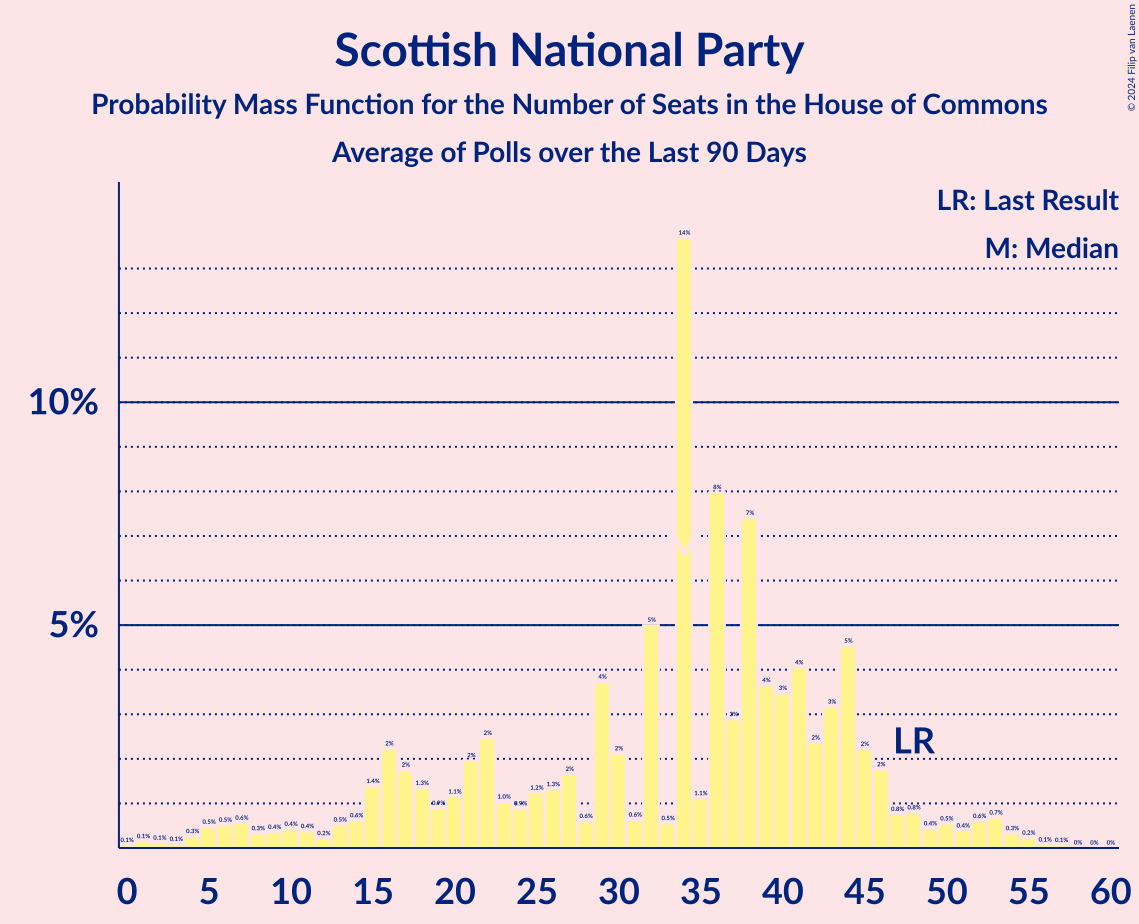 Scottish National Party
Probability Mass Function for the Number of Seats in the House of Commons
Average of Polls over the Last 90 Days
© 2024 Filip van Laenen
LR: Last Result
M: Median
10%
5%
0.1% 0.1% 0.1% 0.1% 0.3% 0.5% 0.5% 0.6% 0.3% 0.4% 0.4% 0.4% 0.2% 0.5% 0.6% 1.4% 2% 2% 1.3% 0.9% 1.1% 2% 2% 1.0% 0.9% 1.2% 1.3% 2% 0.6% 4% 2% 0.6% 5% 0.5% 14% 1.1% 8% 3% 7% 4% 3% 4% 2% 3% 5% 2% 2% 0.8% 0.8% 0.4% 0.5% 0.4% 0.6% 0.7% 0.3% 0.2% 0.1% 0.1% 0% 0% 0%
LR
0 5 10 15 20 25 30 35 40 45 50 55 60